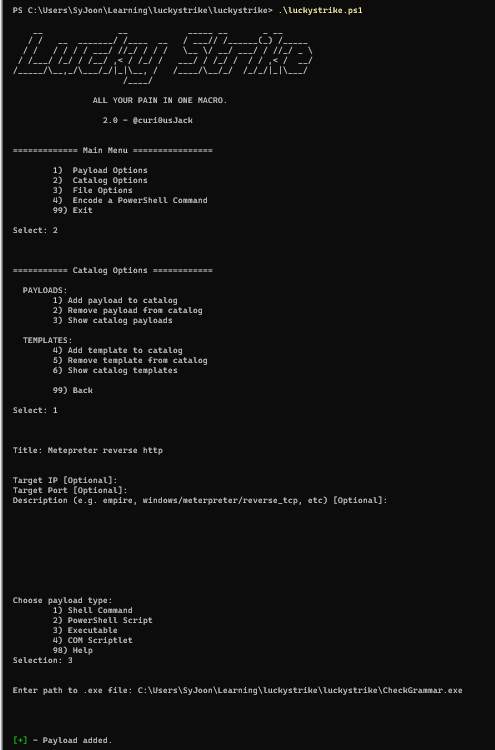 PS C:\Users\SyJoon\Learning\luckystrike\luckystrike> .\luckystrike.ps1
Lucky Strike
ALL YOUR PAIN IN ONE MACRO.
2.0 - @curi0usJack
============= Main Menu ================
1)  Payload Options
2)  Catalog Options
3)  File Options
4)  Encode a PowerShell Command
99) Exit
Select: 2
=========== Catalog Options ============
PAYLOADS:
1) Add payload to catalog
2) Remove payload from catalog
3) Show catalog payloads
TEMPLATES:
4) Add template to catalog
5) Remove template from catalog
6) Show catalog templates
99) Back
Select: 1
Title: Metepreter reverse http
Target IP [Optional]:
Target Port [Optional]:
Description (e.g. empire, windows/meterpreter/reverse_tcp, etc) [Optional]:
Choose payload type:
1) Shell Command
2) PowerShell Script
3) Executable
4) COM Scriptlet
98) Help
Selection: 3
Enter path to .exe file: C:\Users\SyJoon\Learning\luckystrike\luckystrike\CheckGrammar.exe
[+] - Payload added.